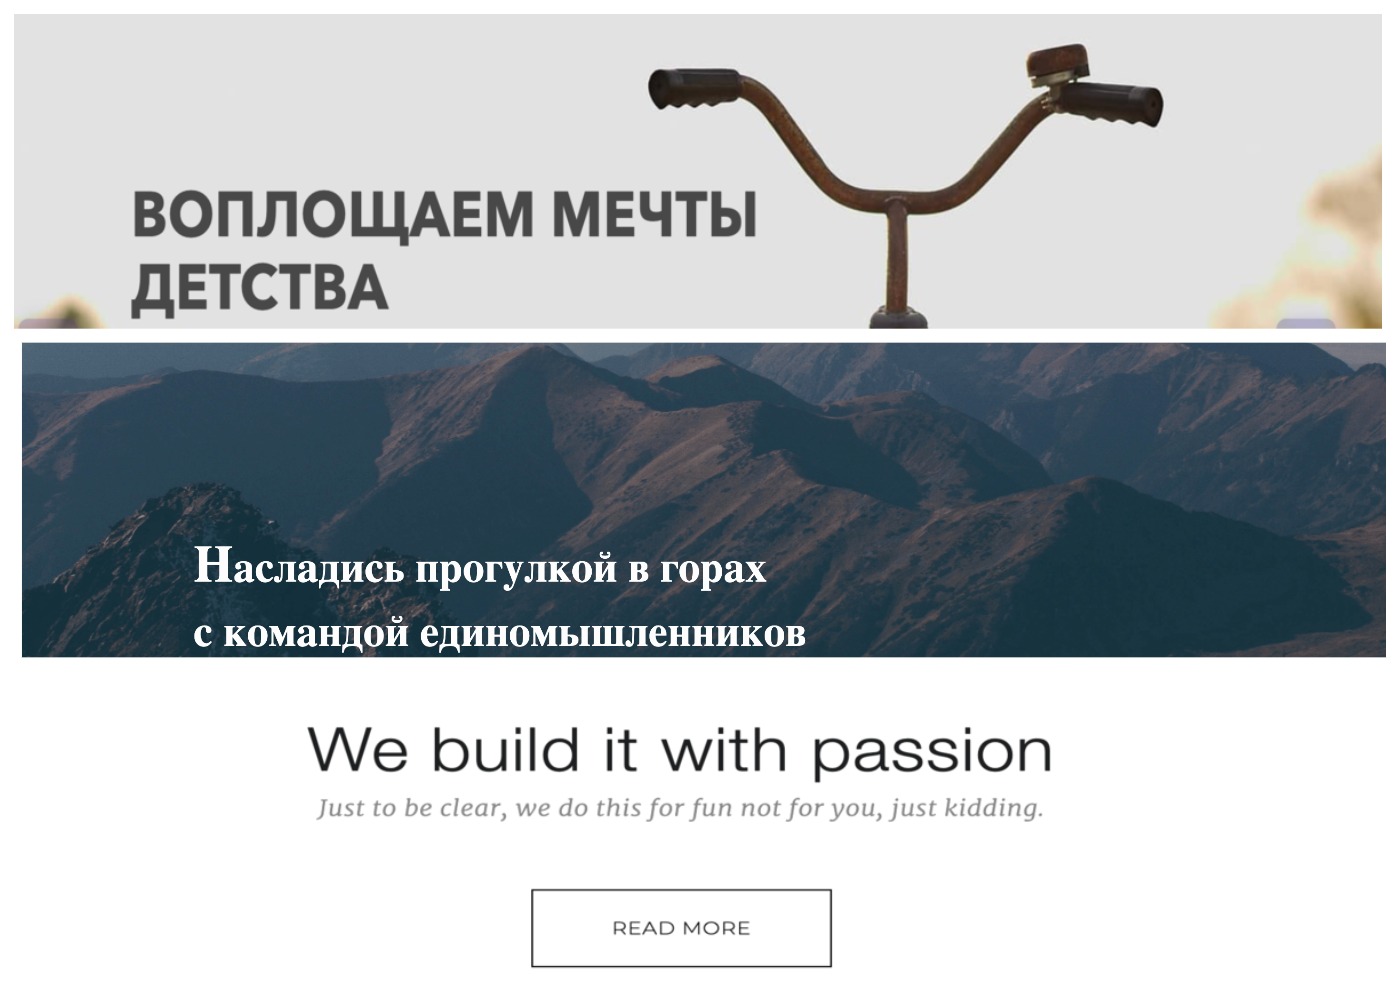 ВОПЛОЩАЕМ МЕЧТЫ
ДЕТСТВА
Насладись прогулкой в горах
с командой единомышленников
We build it with passion
Just to be clear, we do this for fun not for you, just kidding.
READ MORE